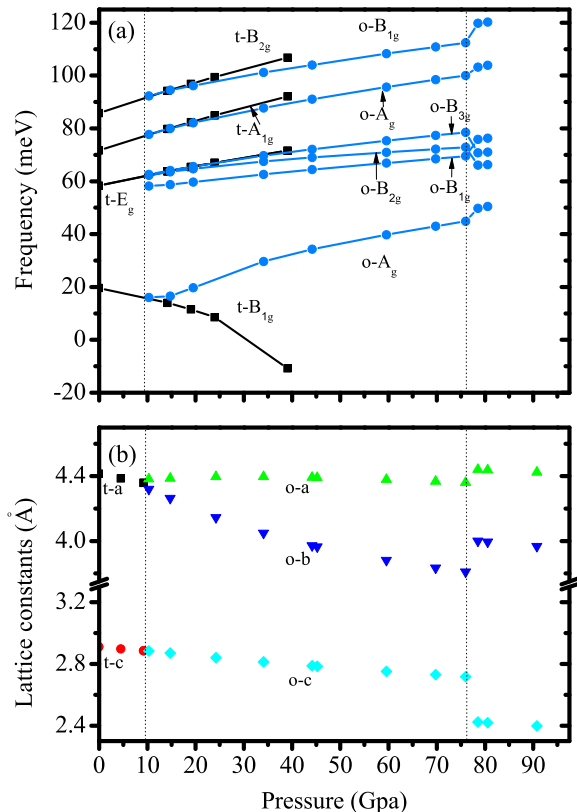 (a)
120
100
80
60
40
20
0
-20
Frequency (meV)
t-B2g
o-B1g
t-A1g
o-Ag
o-B3g
t-Eg
o-B2g
o-B1g
o-Ag
t-B1g
(b)
4.4
4.0
3.2
2.8
2.4
Lattice constants (Å)
t-a
o-a
o-b
t-c
o-c
0 10 20 30 40 50 60 70 80 90
Pressure (Gpa)